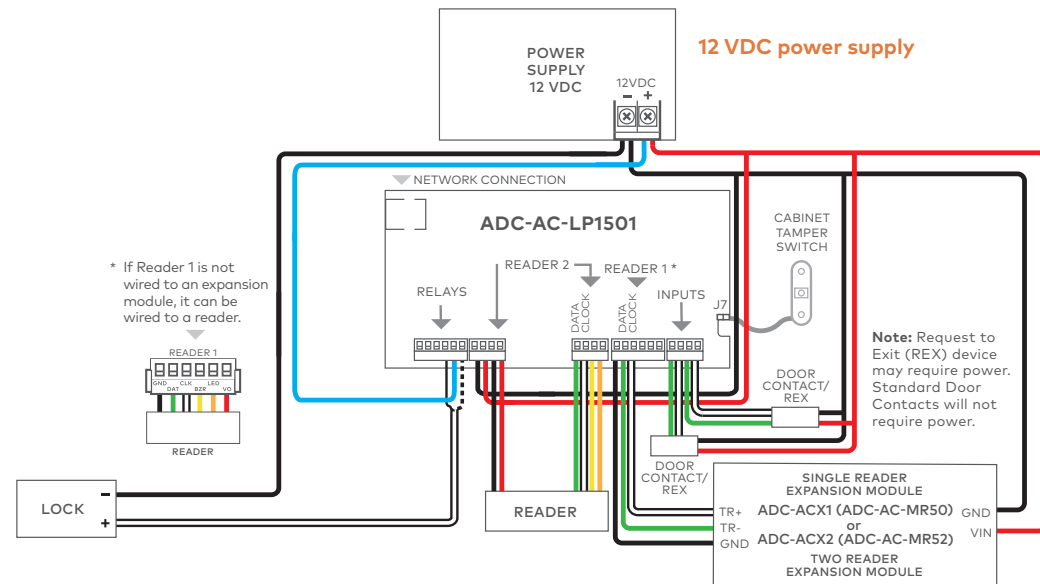 12 VDC power supply
POWER
SUPPLY
12 VDC
12VDC
- +
NETWORK CONNECTION
ADC-AC-LP1501
READER 2
READER 1 *
RELAYS
DATA
CLOCK
DATA
CLOCK
INPUTS
J7
CABINET
TAMPER
SWITCH
* If Reader 1 is not
wired to an expansion
module, it can be
wired to a reader.
READER 1
GND CLK LED
DAT BZR VO
READER
Note: Request to
Exit (REX) device
may require power.
Standard Door
Contacts will not
require power.
DOOR
CONTACT/
REX
DOOR
CONTACT/
REX
LOCK
-
+
READER
SINGLE READER
EXPANSION MODULE
TR+ ADC-ACX1 (ADC-AC-MR50) GND
TR- or
GND ADC-ACX2 (ADC-AC-MR52) VIN
TWO READER
EXPANSION MODULE